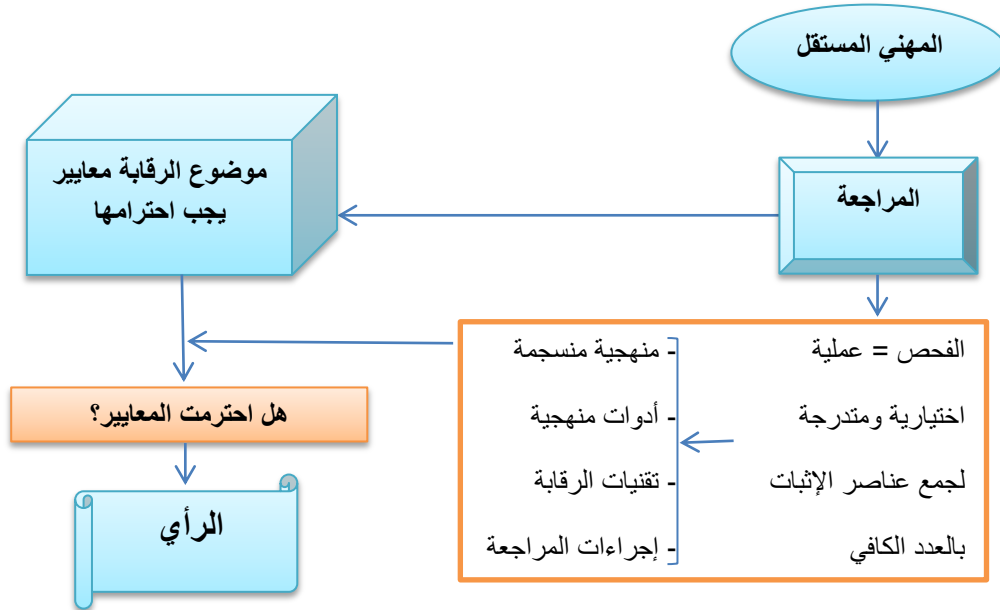 المهني المستقل
المراجعة
موضوع الرقابة معايير
يجب احترامها
الفحص = عملية
اختيارية ومتدرجة
لجمع عناصر الإثبات
بالعدد الكافي
- منهجية منسجمة
- أدوات منهجية
- تقنيات الرقابة
- إجراءات المراجعة
هل احترمت المعايير؟
الرأي